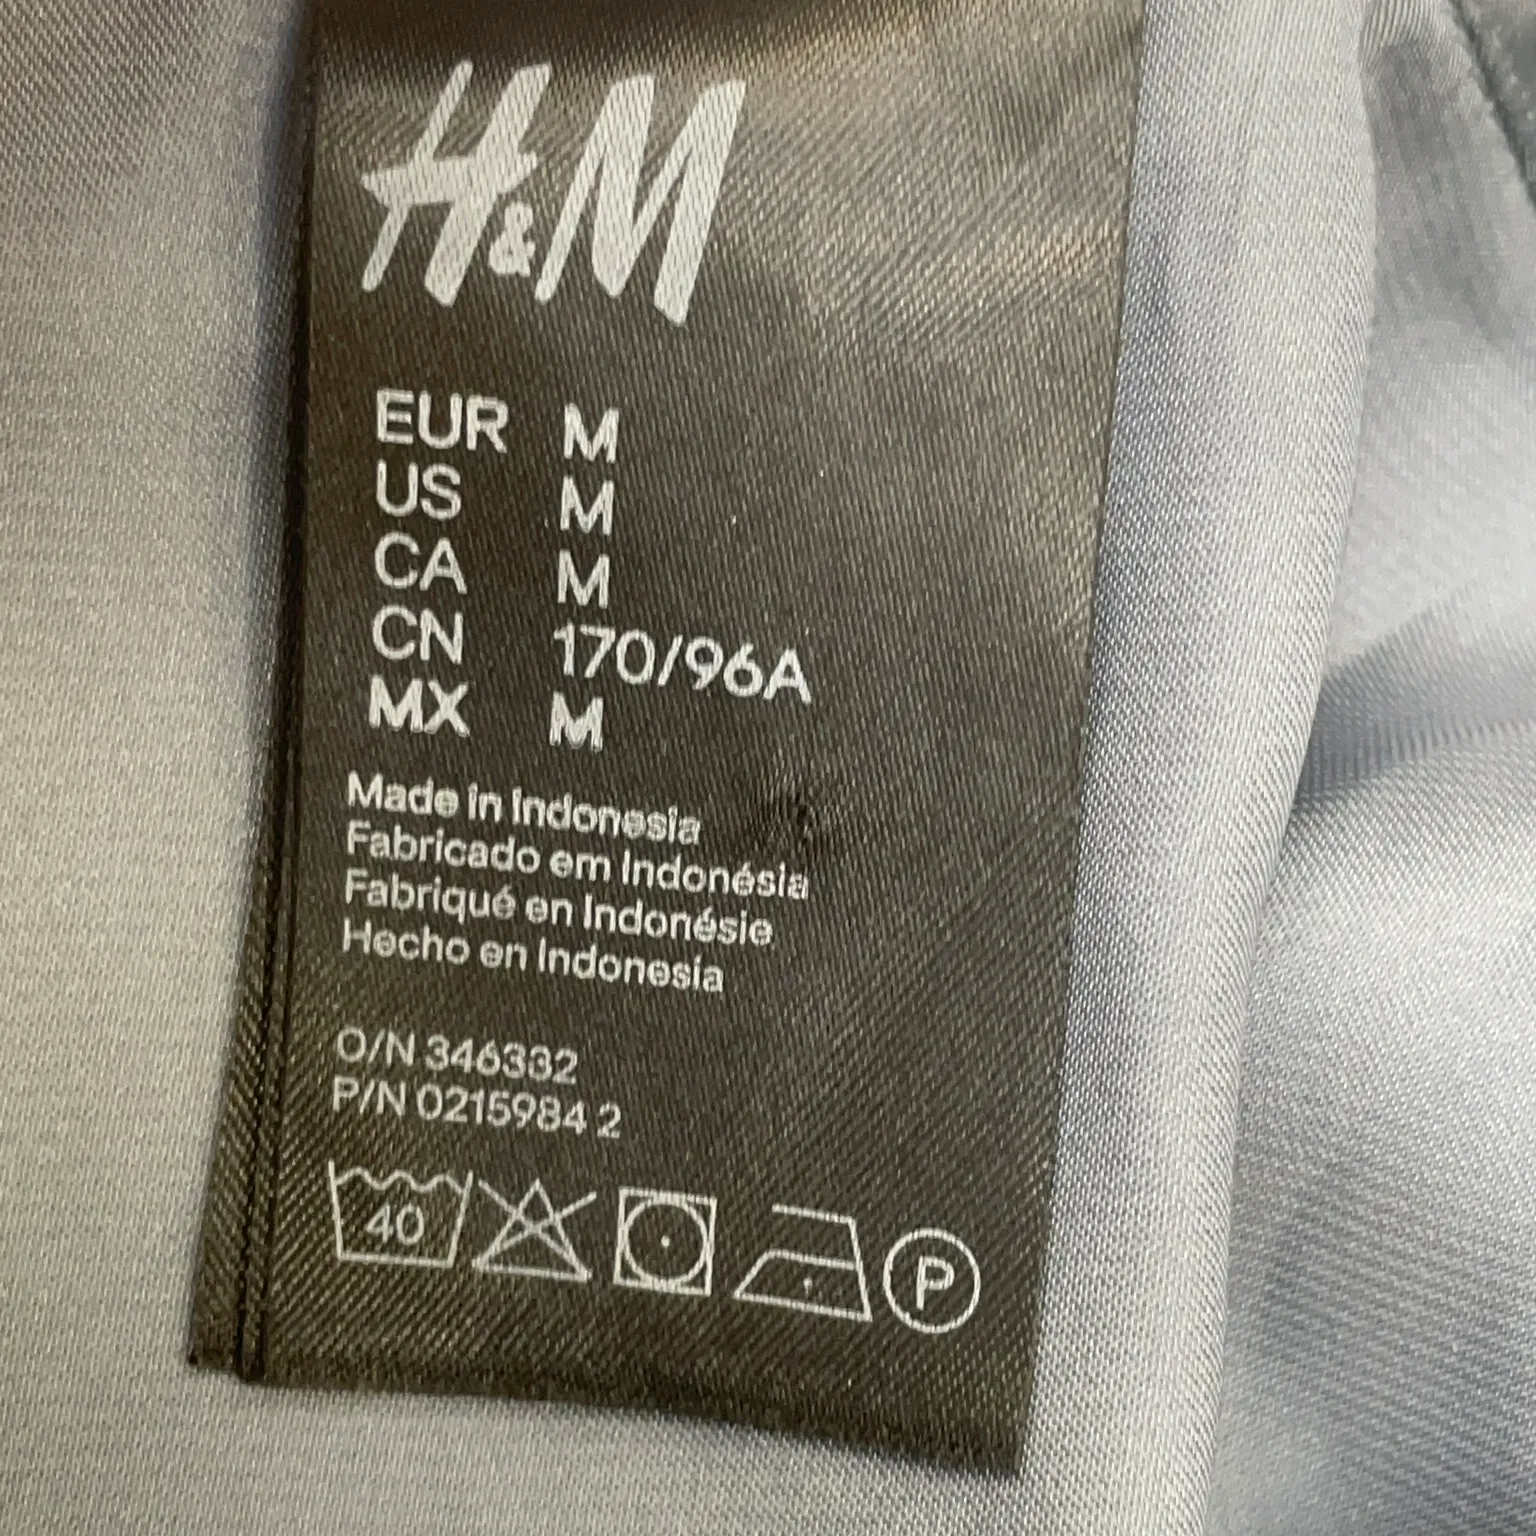 H&M
EUR M
US M
CA M
CN 170/96A
MX M
Made in Indonesia
Fabricado em Indonésia
Fabriqué en Indonésie
Hecho en Indonesia
O/N 346332
P/N 0215984 2
40 P